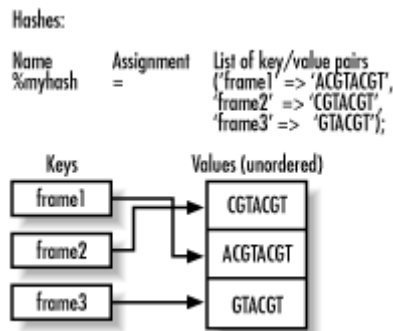 Hashes:
Name Assignment List of key/value pairs
%myhash = ('frame1' => 'ACGTACGT',
'frame2' => 'CGTACGT',
'frame3' => 'GTACGT');
Keys Values (unordered)
frame1 CGTACGT
frame2 ACGTACGT
frame3 GTACGT